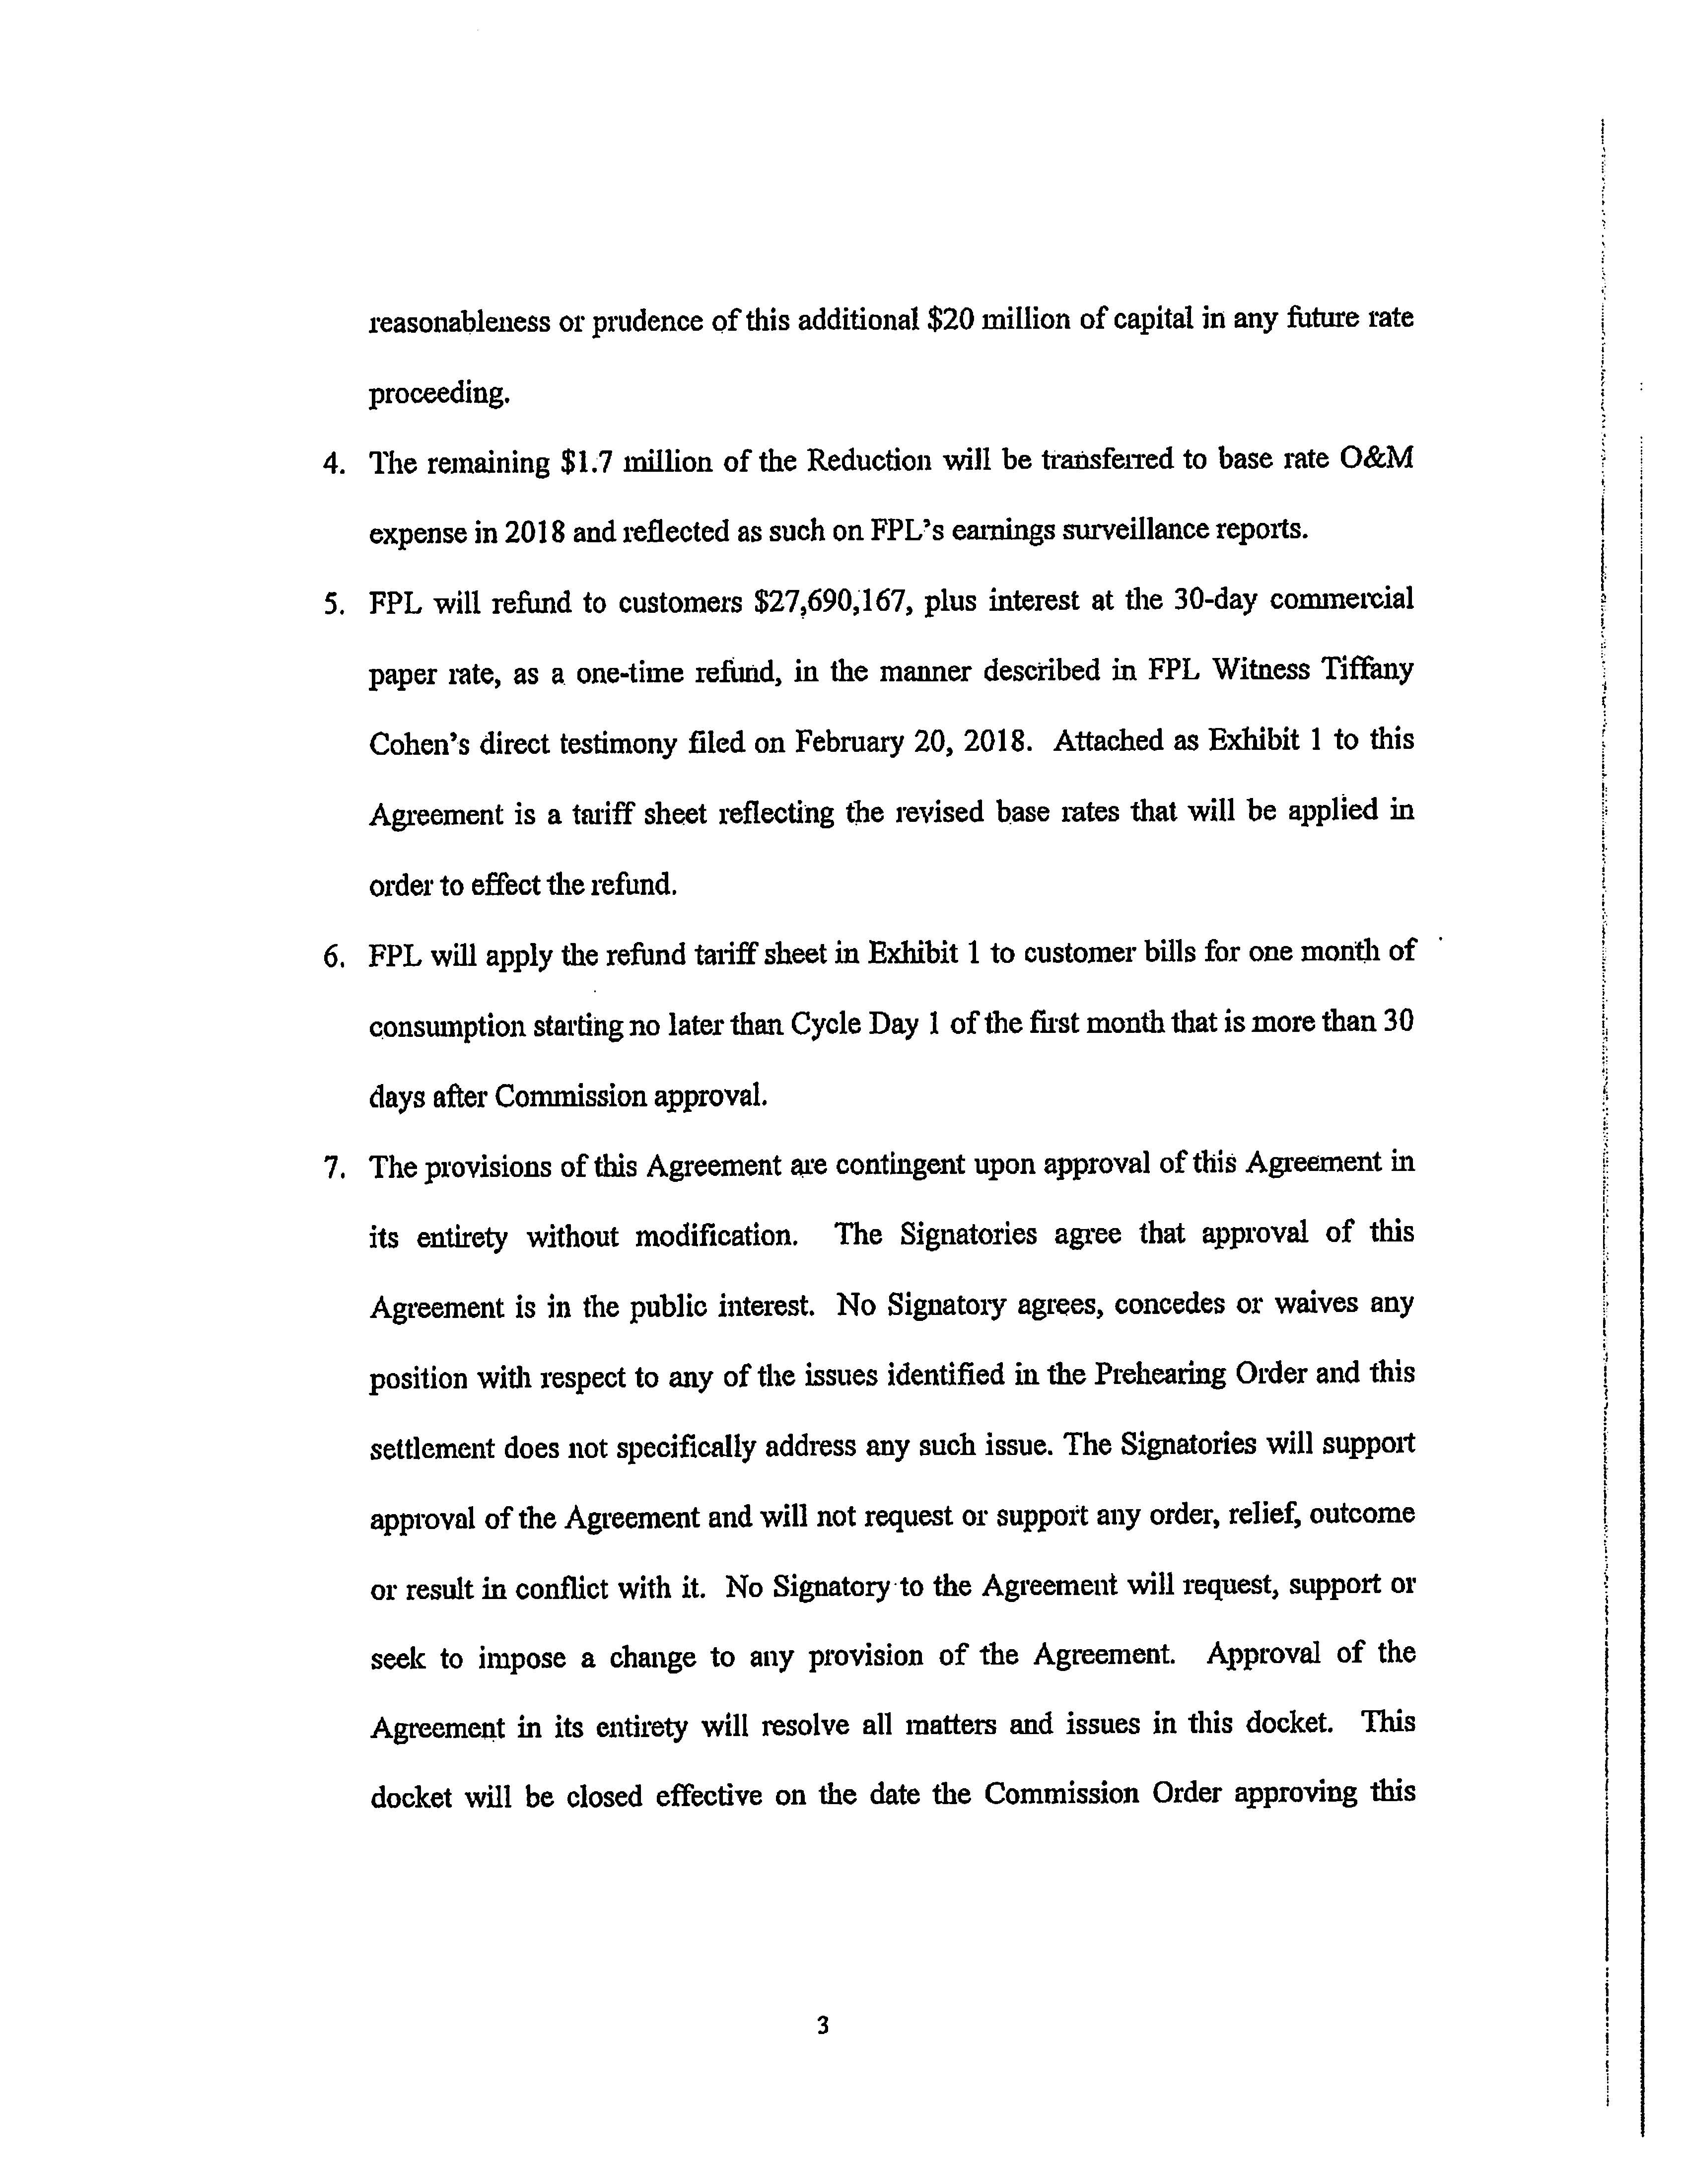 reasonableness or prudence of this additional $20 million of capital in any future rate
proceeding.
4. The remaining $1.7 million of the Reduction will be transferred to base rate O&M
expense in 2018 and reflected as such on FPL's earnings surveillance reports.
5. FPL will refund to customers $27,690,167, plus interest at the 30-day commercial
paper rate, as a one-time refund, in the manner described in FPL Witness Tiffany
Cohen's direct testimony filed on February 20, 2018. Attached as Exhibit 1 to this
Agreement is a tariff sheet reflecting the revised base rates that will be applied in
order to effect the refund.
6. FPL will apply the refund tariff sheet in Exhibit 1 to customer bills for one month of
consumption starting no later than Cycle Day 1 of the first month that is more than 30
days after Commission approval.
7. The provisions of this Agreement are contingent upon approval of this Agreement in
its entirety without modification. The Signatories agree that approval of this
Agreement is in the public interest. No Signatory agrees, concedes or waives any
position with respect to any of the issues identified in the Prehearing Order and this
settlement does not specifically address any such issue. The Signatories will support
approval of the Agreement and will not request or support any order, relief, outcome
or result in conflict with it. No Signatory to the Agreement will request, support or
seek to impose a change to any provision of the Agreement. Approval of the
Agreement in its entirety will resolve all matters and issues in this docket. This
docket will be closed effective on the date the Commission Order approving this
3